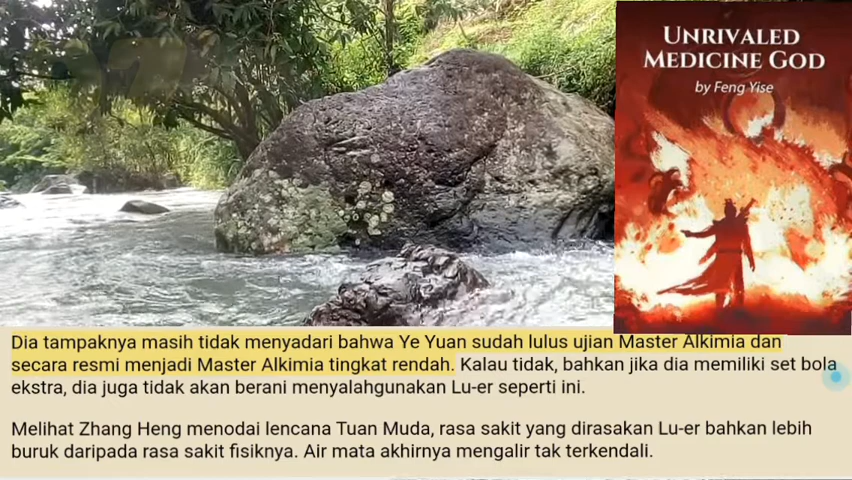 UNRIVALED
MEDICINE GOD
by Feng Yise
Dia tampaknya masih tidak menyadari bahwa Ye Yuan sudah lulus ujian Master Alkimia dan
secara resmi menjadi Master Alkimia tingkat rendah. Kalau tidak, bahkan jika dia memiliki set bola
ekstra, dia juga tidak akan berani menyalahgunakan Lu-er seperti ini.
Melihat Zhang Heng menodai lencana Tuan Muda, rasa sakit yang dirasakan Lu-er bahkan lebih
buruk daripada rasa sakit fisiknya. Air mata akhirnya mengalir tak terkendali.